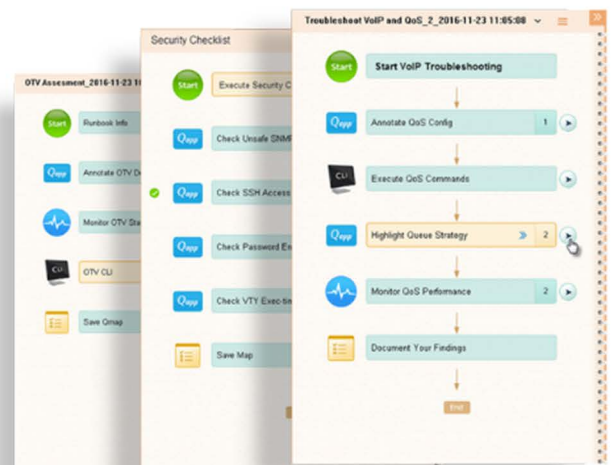 OTV Assesment_2016-11-23 11
Start
Runbook Info
Qapp
Annotate OTV D
Monitor OTV Sta
CLI
OTV CLI
Save Qmap
Security Checklist
Start
Execute Security C
Qapp
Check Unsafe SNMP
Qapp
Check SSH Access
Qapp
Check Password En
Qapp
Check VTY Exec-tim
Save Map
Troubleshoot VoIP and QoS_2_2016-11-23 11:05:08
Start
Start VoIP Troubleshooting
Qapp
Annotate QoS Config 1
CLI
Execute QoS Commands
Qapp
Highlight Queue Strategy 2
Monitor QoS Performance 2
Document Your Findings
End